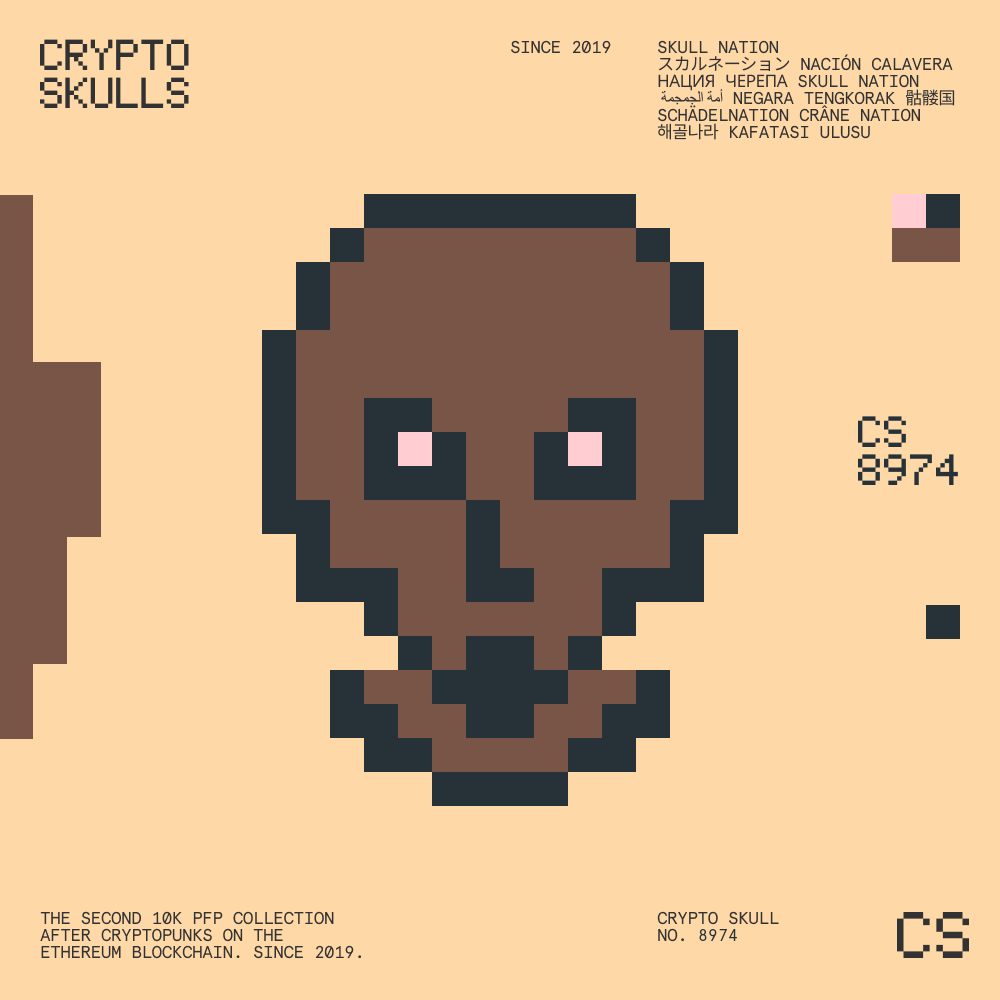 CRYPTO
SKULLS
SINCE 2019
SKULL NATION
スカルネーション NACIÓN CALAVERA
НАЦИЯ ЧЕРЕПА SKULL NATION
أمة الجمجمة NEGARA TENGKORAK 骷髅国
SCHÄDELNATION CRÂNE NATION
해골나라 KAFATASI ULUSU
CS
8974
THE SECOND 10K PFP COLLECTION
AFTER CRYPTOPUNKS ON THE
ETHEREUM BLOCKCHAIN. SINCE 2019.
CRYPTO SKULL
NO. 8974
CS